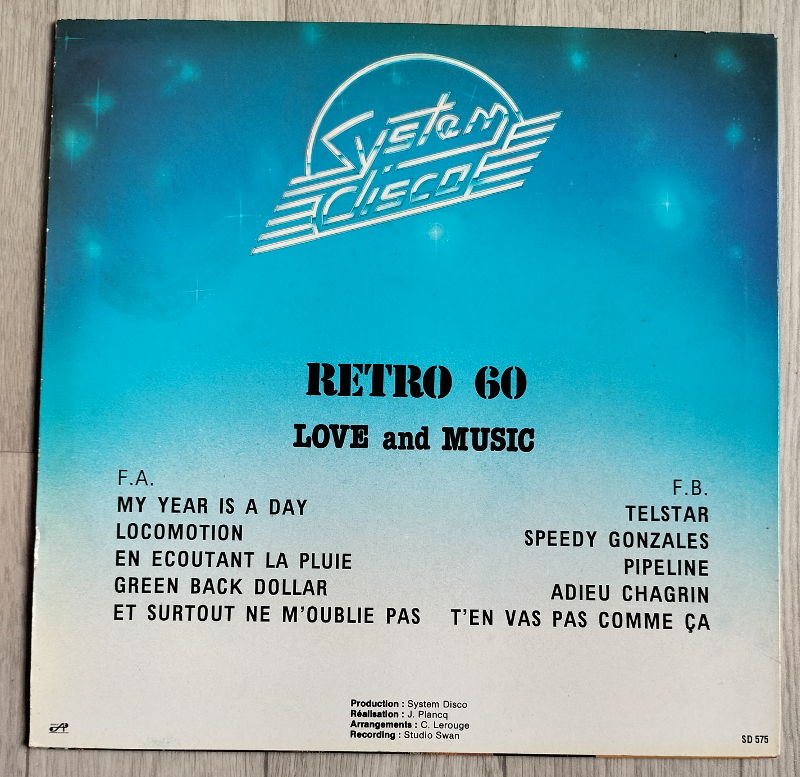 System
disco
RETRO 60
LOVE and MUSIC
F.A.
MY YEAR IS A DAY
LOCOMOTION
EN ECOUTANT LA PLUIE
GREEN BACK DOLLAR
ET SURTOUT NE M'OUBLIE PAS
F.B.
TELSTAR
SPEEDY GONZALES
PIPELINE
ADIEU CHAGRIN
T'EN VAS PAS COMME ÇA
Production : System Disco
Réalisation : J. Plancq
Arrangements : C. Lerouge
Recording : Studio Swan
SD 575